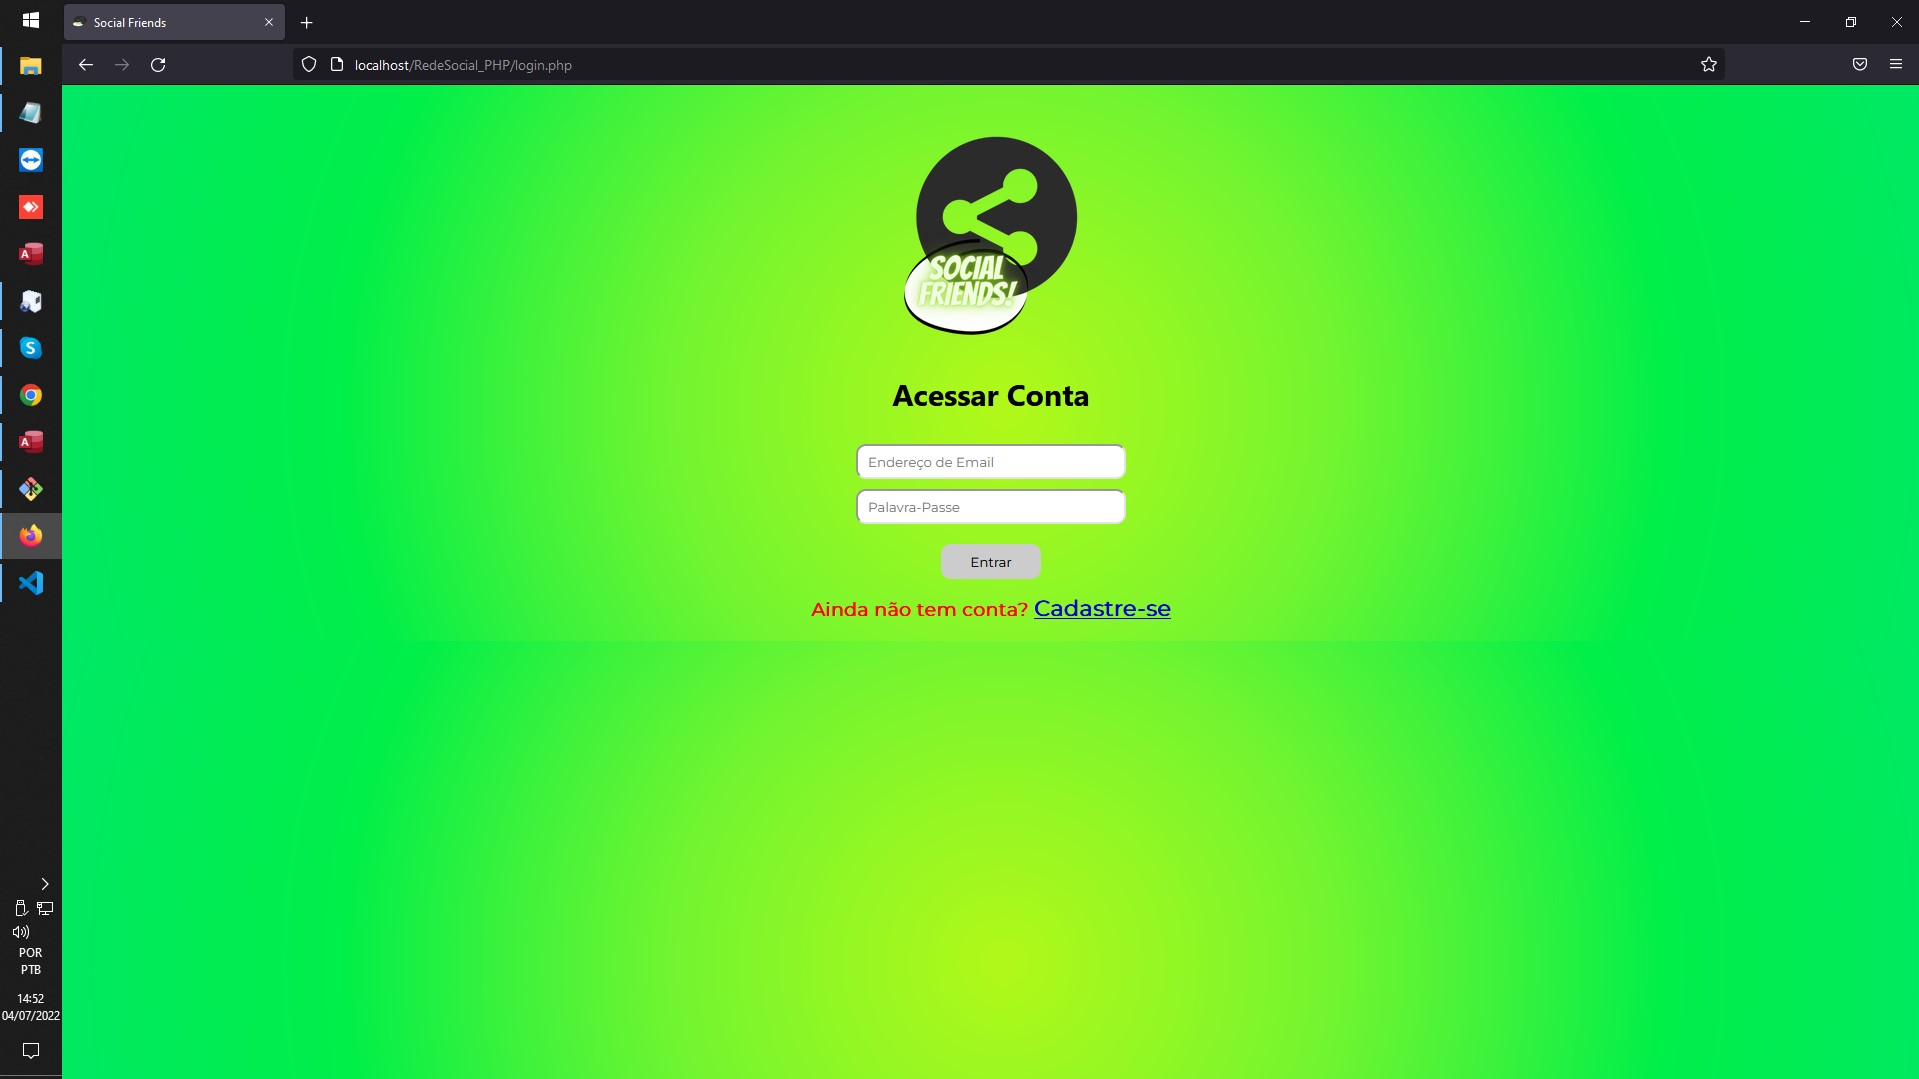 Social Friends
localhost/RedeSocial_PHP/login.php
SOCIAL
FRIENDS!
Acessar Conta
Endereço de Email
Palavra-Passe
Entrar
Ainda não tem conta? Cadastre-se
POR
PTB
14:52
04/07/2022